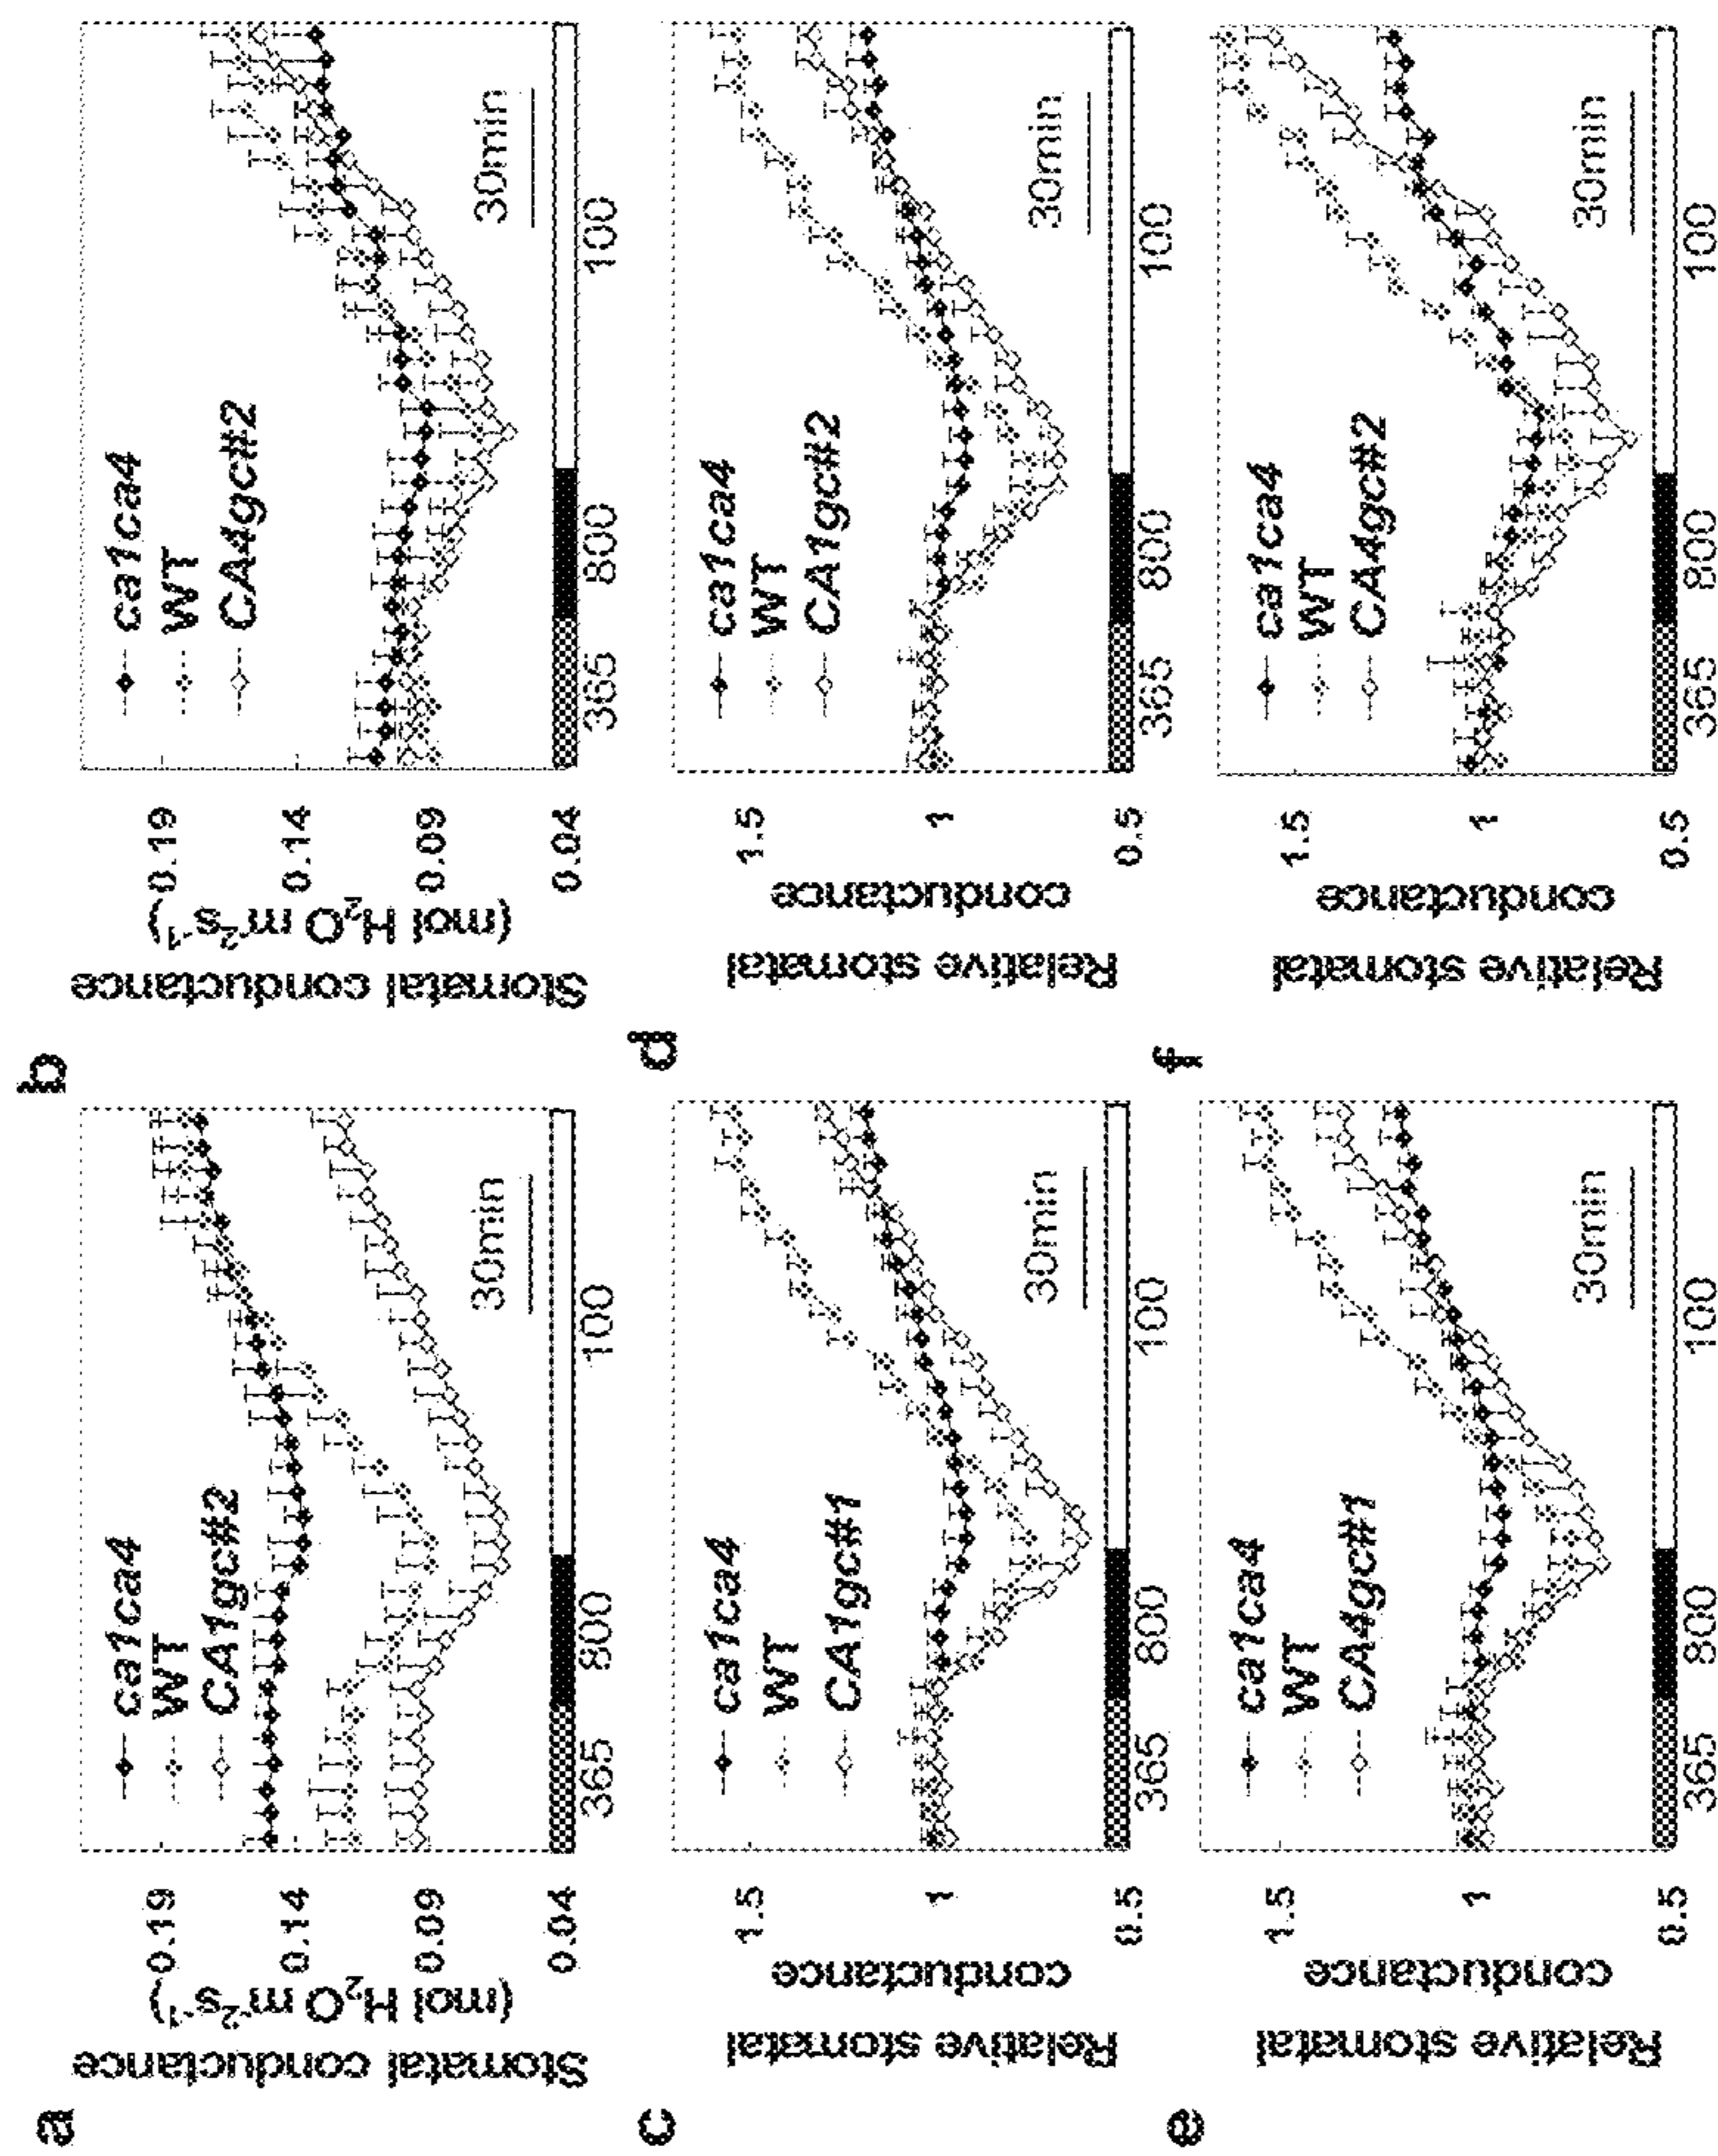 a
Stomatal conductance
(mol H₂O m⁻²s⁻¹)
0.19
0.14
0.09
0.04
ca1ca4
WT
CA1gc#2
30min
365
800
100
b
Stomatal conductance
(mol H₂O m⁻²s⁻¹)
0.19
0.14
0.09
0.04
ca1ca4
WT
CA4gc#2
30min
365
800
100
c
Relative stomatal
conductance
1.5
1
0.5
ca1ca4
WT
CA1gc#1
30min
365
800
100
d
Relative stomatal
conductance
1.5
1
0.5
ca1ca4
WT
CA1gc#2
30min
365
800
100
e
Relative stomatal
conductance
1.5
1
0.5
ca1ca4
WT
CA4gc#1
30min
365
800
100
f
Relative stomatal
conductance
1.5
1
0.5
ca1ca4
WT
CA4gc#2
30min
365
800
100